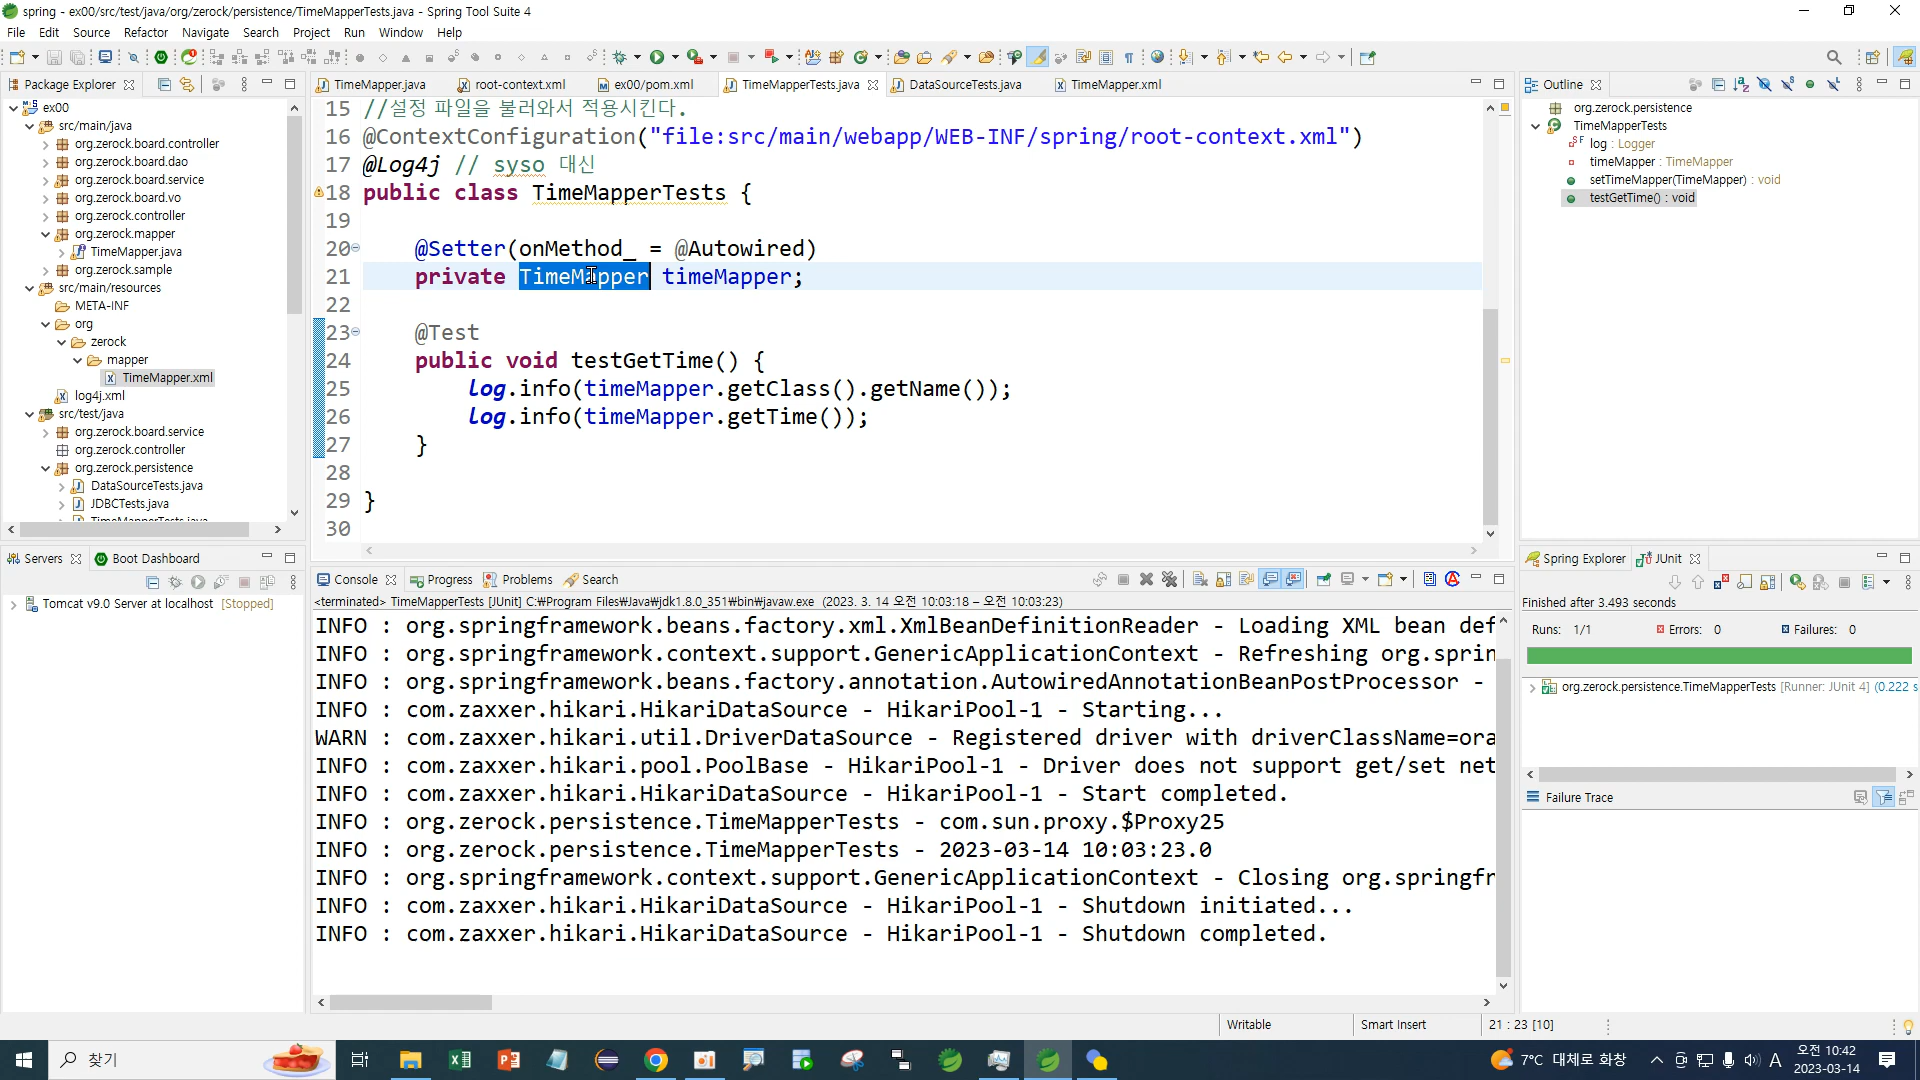 spring - ex00/src/test/java/org/zerock/persistence/TimeMapperTests.java - Spring Tool Suite 4
File Edit Source Refactor Navigate Search Project Run Window Help
Package Explorer
ex00
src/main/java
org.zerock.board.controller
org.zerock.board.dao
org.zerock.board.service
org.zerock.board.vo
org.zerock.controller
org.zerock.mapper
TimeMapper.java
org.zerock.sample
src/main/resources
META-INF
org
zerock
mapper
TimeMapper.xml
log4j.xml
src/test/java
org.zerock.board.service
org.zerock.controller
org.zerock.persistence
DataSourceTests.java
JDBCTests.java
TimeMapperTests.java
TimeMapper.java root-context.xml ex00/pom.xml TimeMapperTests.java DataSourceTests.java TimeMapper.xml
15 //설정 파일을 불러와서 적용시킨다.
16 @ContextConfiguration("file:src/main/webapp/WEB-INF/spring/root-context.xml")
17 @Log4j // syso 대신
18 public class TimeMapperTests {
19
20 @Setter(onMethod_ = @Autowired)
21 private TimeMapper timeMapper;
22
23 @Test
24 public void testGetTime() {
25 log.info(timeMapper.getClass().getName());
26 log.info(timeMapper.getTime());
27 }
28
29 }
30
Outline
org.zerock.persistence
TimeMapperTests
log : Logger
timeMapper : TimeMapper
setTimeMapper(TimeMapper) : void
testGetTime() : void
Servers Boot Dashboard
Tomcat v9.0 Server at localhost [Stopped]
Console Progress Problems Search
<terminated> TimeMapperTests [JUnit] C:₩Program Files₩Java₩jdk1.8.0_351₩bin₩javaw.exe (2023. 3. 14 오전 10:03:18 – 오전 10:03:23)
INFO : org.springframework.beans.factory.xml.XmlBeanDefinitionReader - Loading XML bean def
INFO : org.springframework.context.support.GenericApplicationContext - Refreshing org.sprin
INFO : org.springframework.beans.factory.annotation.AutowiredAnnotationBeanPostProcessor -
INFO : com.zaxxer.hikari.HikariDataSource - HikariPool-1 - Starting...
WARN : com.zaxxer.hikari.util.DriverDataSource - Registered driver with driverClassName=ora
INFO : com.zaxxer.hikari.pool.PoolBase - HikariPool-1 - Driver does not support get/set net
INFO : com.zaxxer.hikari.HikariDataSource - HikariPool-1 - Start completed.
INFO : org.zerock.persistence.TimeMapperTests - com.sun.proxy.$Proxy25
INFO : org.zerock.persistence.TimeMapperTests - 2023-03-14 10:03:23.0
INFO : org.springframework.context.support.GenericApplicationContext - Closing org.springfr
INFO : com.zaxxer.hikari.HikariDataSource - HikariPool-1 - Shutdown initiated...
INFO : com.zaxxer.hikari.HikariDataSource - HikariPool-1 - Shutdown completed.
Spring Explorer JUnit
Finished after 3.493 seconds
Runs: 1/1 Errors: 0 Failures: 0
org.zerock.persistence.TimeMapperTests [Runner: JUnit 4] (0.222 s
Failure Trace
Writable Smart Insert 21 : 23 [10]
찾기
7°C 대체로 화창
A
오전 10:42
2023-03-14